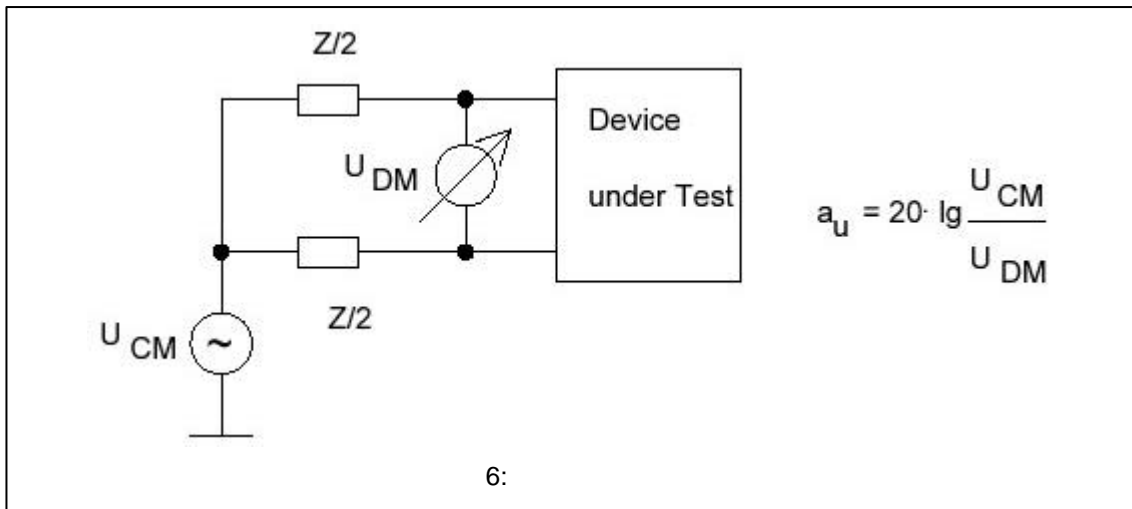 Z/2
Device
U DM
under Test
a u = 20· lg U CM / U DM
Z/2
U CM
~
6: